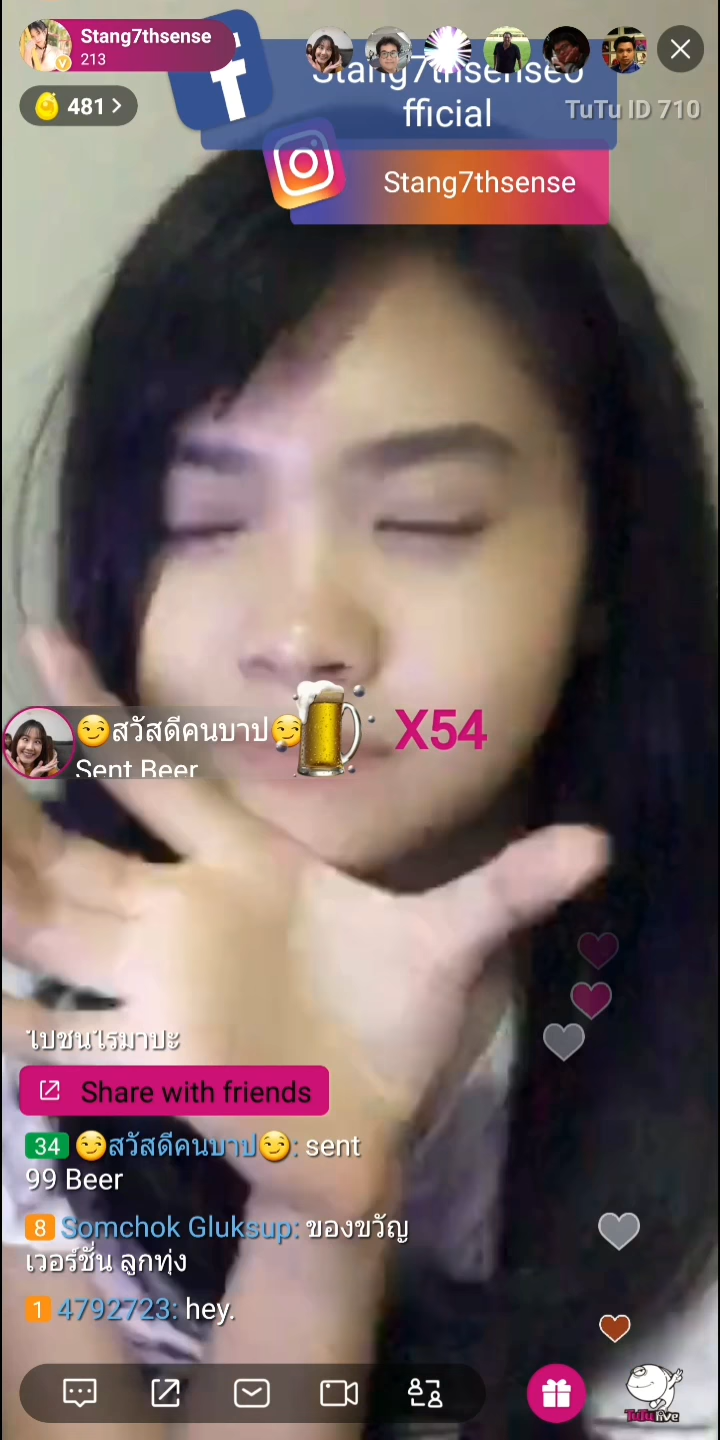 Stang7thsense
213
481
Stang7thsenseo
fficial
TuTu ID 710
Stang7thsense
😏สวัสดีคนบาป😏
Sent Beer
X54
ไปชนไรมาปะ
Share with friends
34 😏สวัสดีคนบาป😏: sent
99 Beer
8 Somchok Gluksup: ของขวัญ
เวอร์ชั่น ลูกทุ่ง
1 4792723: hey.
TuTulive